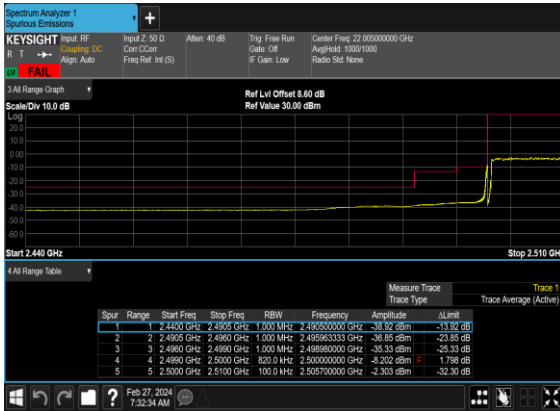 Spectrum Analyzer 1
Spurious Emissions
+
KEYSIGHT
R T
LXI
FAIL
Input: RF
Coupling: DC
Align: Auto
Input Z: 50 Ω
Corr CCorr
Freq Ref: Int (S)
Atten: 40 dB
Trig: Free Run
Gate: Off
IF Gain: Low
Center Freq: 22.005000000 GHz
Avg|Hold: 1000/1000
Radio Std: None
3 All Range Graph
Scale/Div 10.0 dB
Ref Lvl Offset 8.60 dB
Ref Value 30.00 dBm
Log
20.0
10.0
0.00
-10.0
-20.0
-30.0
-40.0
-50.0
-60.0
Start 2.440 GHz
Stop 2.510 GH
4 All Range Table
Measure Trace Trace 1
Trace Type Trace Average (Active)
Spur Range Start Freq Stop Freq RBW Frequency Amplitude ΔLimit
1 1 2.4400 GHz 2.4905 GHz 1.000 MHz 2.490500000 GHz -38.92 dBm -13.92 dB
2 2 2.4905 GHz 2.4960 GHz 1.000 MHz 2.495963333 GHz -36.85 dBm -23.85 dB
3 3 2.4960 GHz 2.4990 GHz 1.000 MHz 2.498980000 GHz -35.33 dBm -25.33 dB
4 4 2.4990 GHz 2.5000 GHz 820.0 kHz 2.500000000 GHz -8.202 dBm F 1.798 dB
5 5 2.5000 GHz 2.5100 GHz 100.0 kHz 2.505700000 GHz -2.303 dBm -32.30 dB
?
Feb 27, 2024
7:32:34 AM